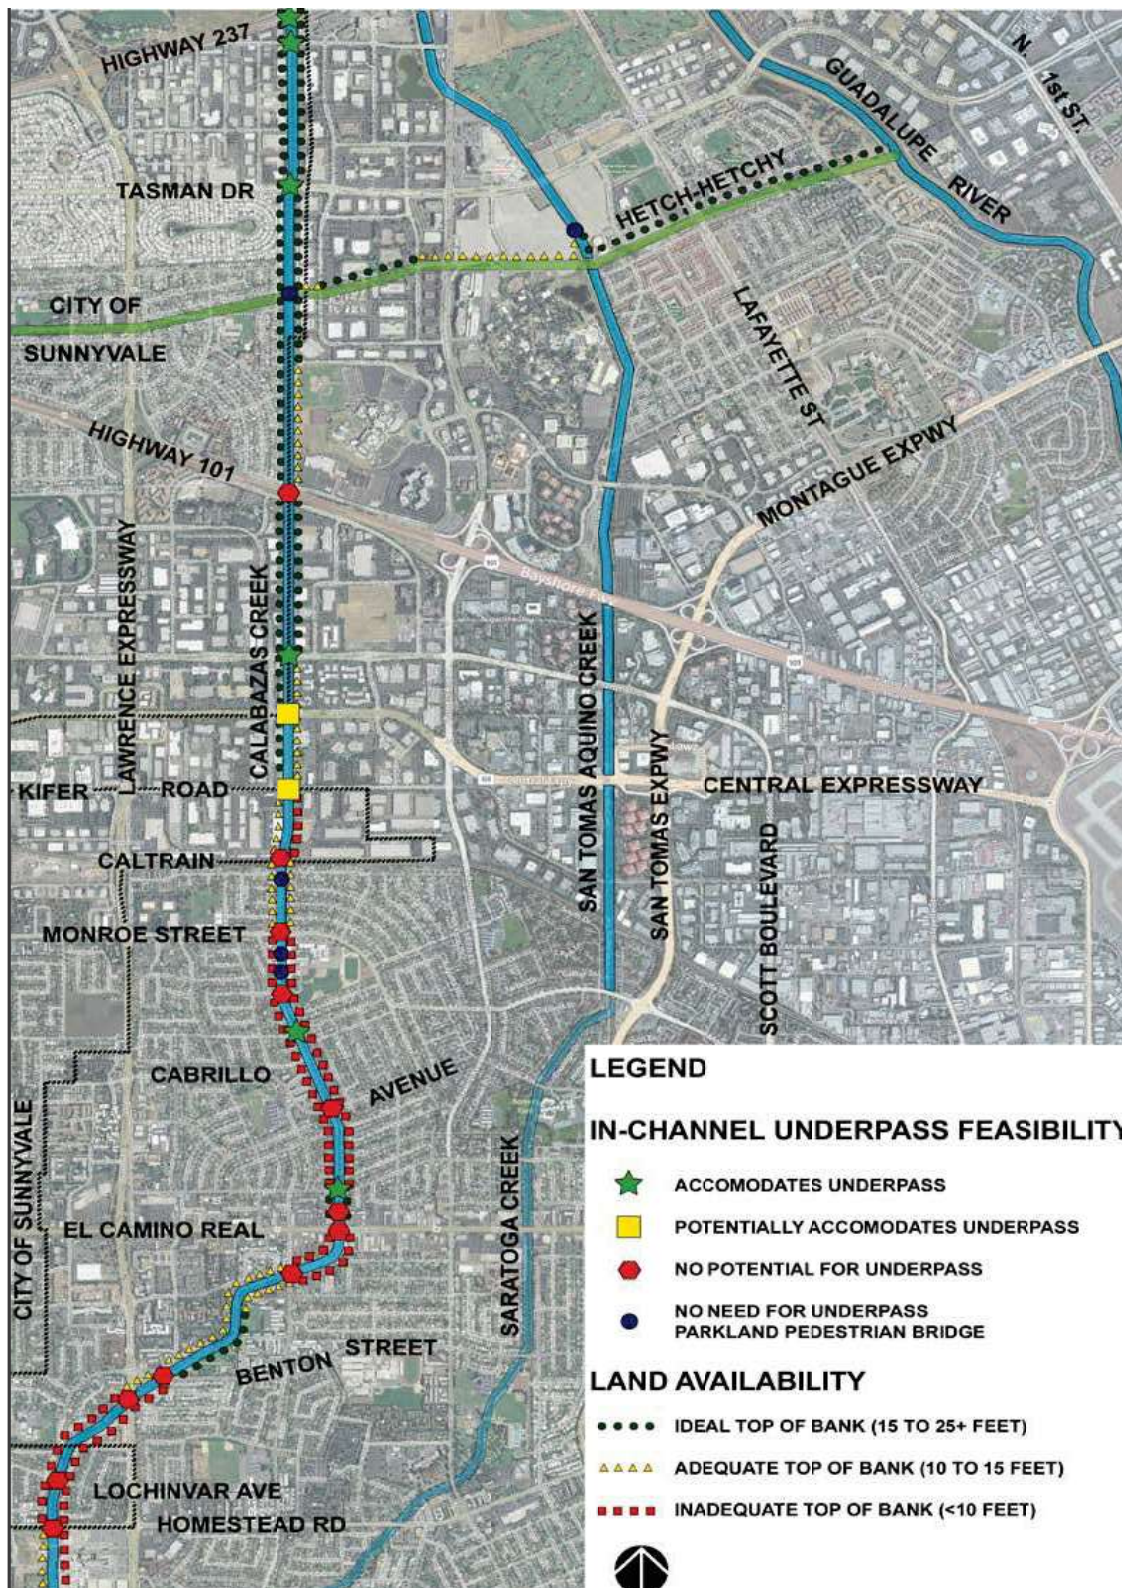 HIGHWAY 237
N. 1st ST.
GUADALUPE
RIVER
TASMAN DR
HETCH-HETCHY
CITY OF
SUNNYVALE
LAFAYETTE ST
HIGHWAY 101
MONTAGUE EXPWY
LAWRENCE EXPRESSWAY
CALABAZAS CREEK
101
Bayshore Fwy
101
SAN TOMAS AQUINO CREEK
SAN TOMAS EXPWY
KIFER ROAD
CENTRAL EXPRESSWAY
CALTRAIN
SCOTT BOULEVARD
MONROE STREET
CABRILLO
AVENUE
CITY OF SUNNYVALE
EL CAMINO REAL
SARATOGA CREEK
BENTON
STREET
LOCHINVAR AVE
HOMESTEAD RD
LEGEND
IN-CHANNEL UNDERPASS FEASIBILITY
ACCOMODATES UNDERPASS
POTENTIALLY ACCOMODATES UNDERPASS
NO POTENTIAL FOR UNDERPASS
NO NEED FOR UNDERPASS
PARKLAND PEDESTRIAN BRIDGE
LAND AVAILABILITY
IDEAL TOP OF BANK (15 TO 25+ FEET)
ADEQUATE TOP OF BANK (10 TO 15 FEET)
INADEQUATE TOP OF BANK (<10 FEET)